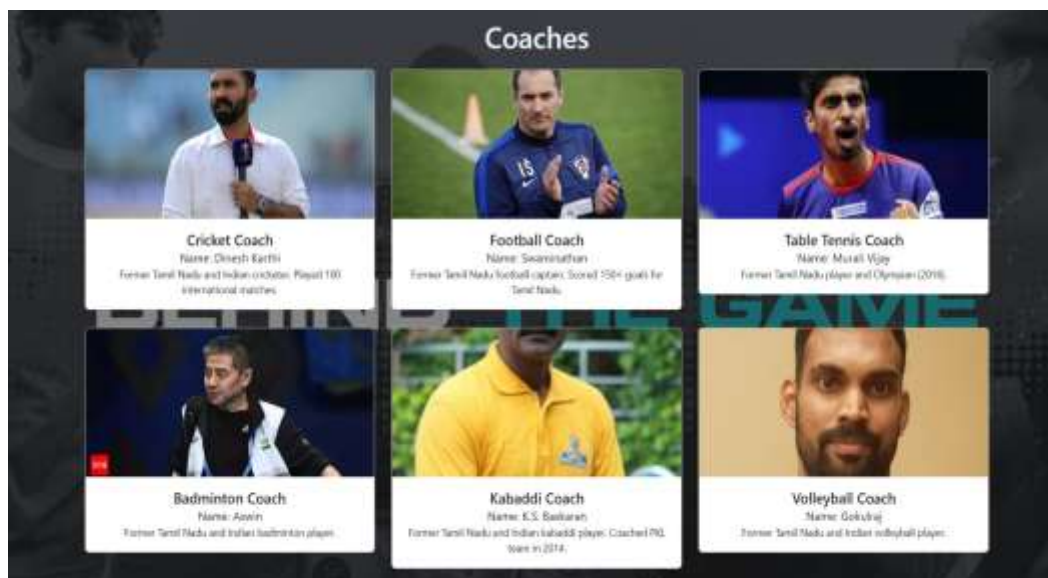 Coaches
IS
Cricket Coach
Name: Dinesh Karthi
Former Tamil Nadu and Indian cricketer. Played 100
international matches.
Football Coach
Name: Swaminathan
Former Tamil Nadu football captain. Scored 150+ goals for
Tamil Nadu.
Table Tennis Coach
Name: Murali Vijay
Former Tamil Nadu player and Olympian
BEHIND THE GAME
Badminton Coach
Name: Aswin
Former Tamil Nadu and Indian badminton player.
Kabaddi Coach
Name: K.S. Baskaran
Former Tamil Nadu and Indian kabaddi player. Coached PKL
team in 2014.
Volleyball Coach
Name: Gokulraj
Former Tamil Nadu and Indian volleyball player.